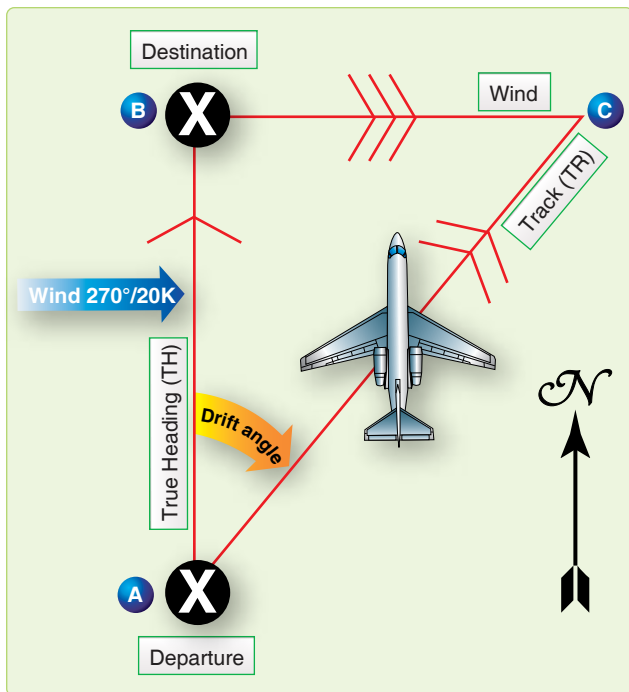 Destination
B
X
Wind
C
Track (TR)
Wind 270°/20K
True Heading (TH)
Drift angle
N
A
X
Departure